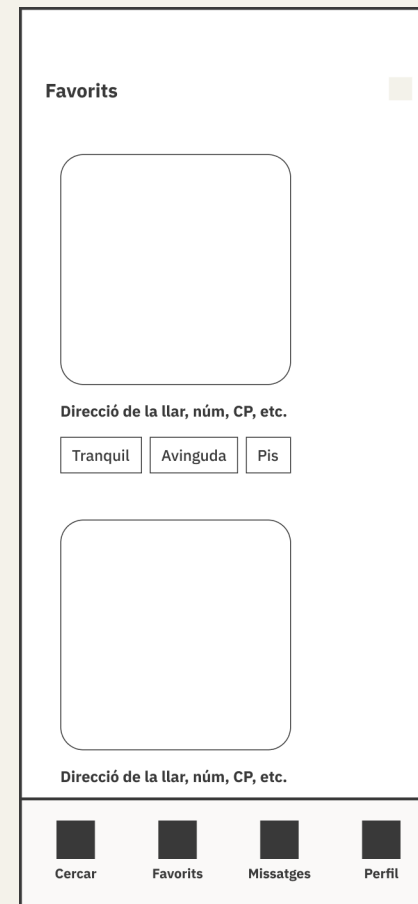 Favorits
Direcció de la llar, núm, CP, etc.
Tranquil Avinguda Pis
Direcció de la llar, núm, CP, etc.
Cercar Favorits Missatges Perfil